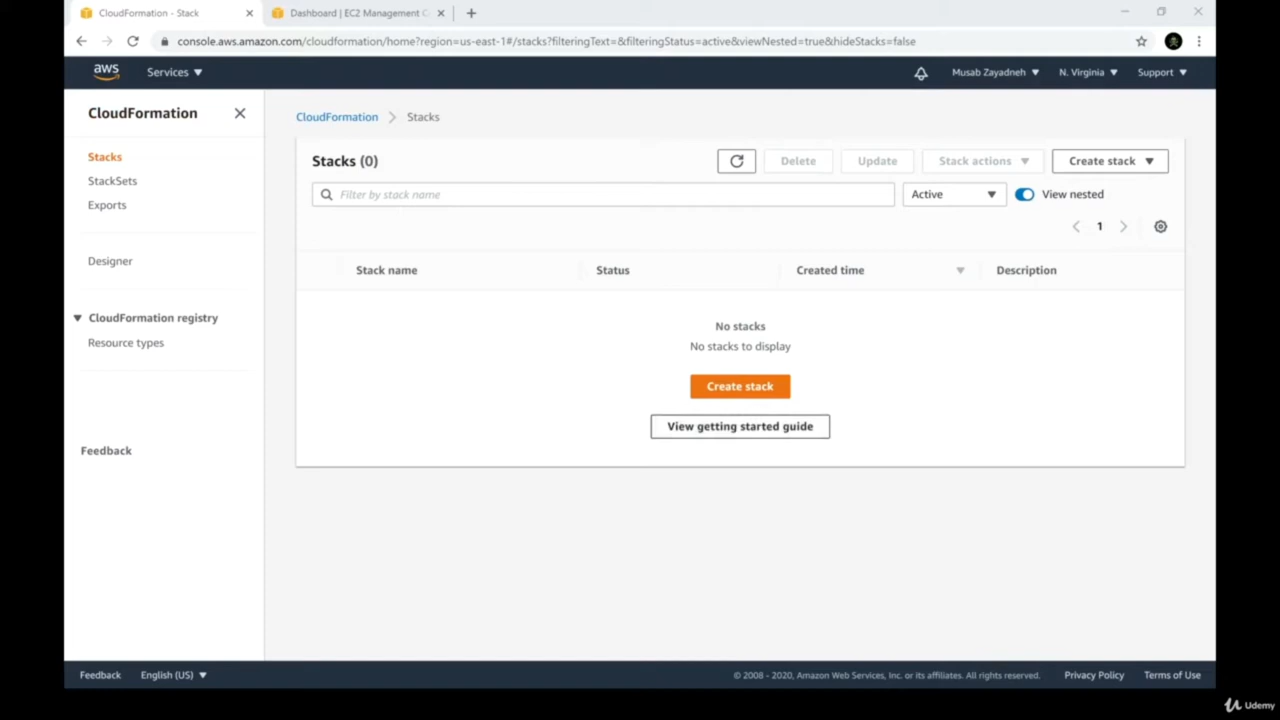 CloudFormation - Stack
Dashboard | EC2 Management C
console.aws.amazon.com/cloudformation/home?region=us-east-1#/stacks?filteringText=&filteringStatus=active&viewNested=true&hideStacks=false
aws
Services
Musab Zayadneh
N. Virginia
Support
CloudFormation
CloudFormation
Stacks
Stacks
StackSets
Exports
Designer
CloudFormation registry
Resource types
Feedback
Stacks (0)
Delete
Update
Stack actions
Create stack
Filter by stack name
Active
View nested
1
Stack name
Status
Created time
Description
No stacks
No stacks to display
Create stack
View getting started guide
Feedback
English (US)
© 2008 - 2020, Amazon Web Services, Inc. or its affiliates. All rights reserved.
Privacy Policy
Terms of Use
Udemy